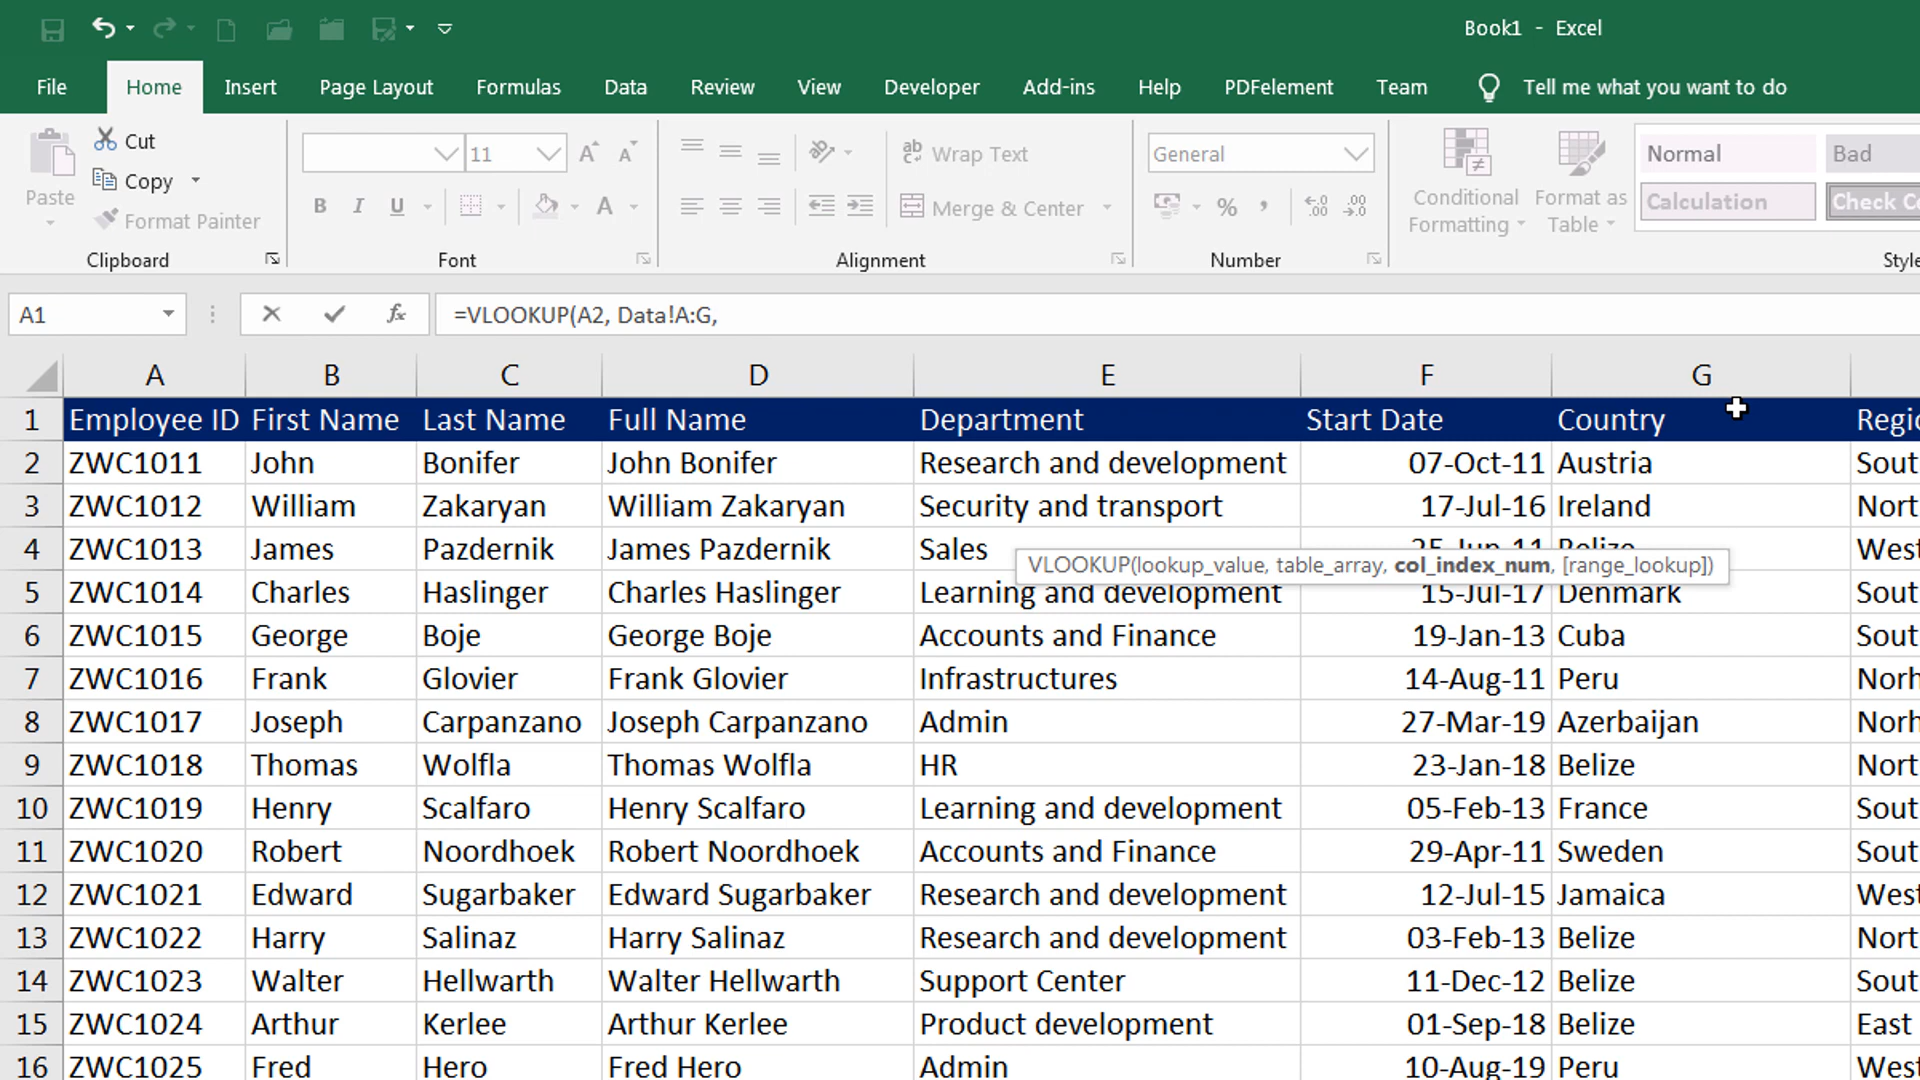 Book1 - Excel
File Home Insert Page Layout Formulas Data Review View Developer Add-ins Help PDFelement Team Tell me what you want to do
Paste
Cut
Copy
Format Painter
Clipboard
11
B I U A
Font
Wrap Text
Merge & Center
Alignment
General
% , .00
Number
Conditional Formatting
Format as Table
Normal Bad
Calculation Check
A1 fx =VLOOKUP(A2, Data!A:G,
A B C D E F G
1 Employee ID First Name Last Name Full Name Department Start Date Country
2 ZWC1011 John Bonifer John Bonifer Research and development 07-Oct-11 Austria Sout
3 ZWC1012 William Zakaryan William Zakaryan Security and transport 17-Jul-16 Ireland Nort
4 ZWC1013 James Pazdernik James Pazdernik Sales West
VLOOKUP(lookup_value, table_array, col_index_num, [range_lookup])
5 ZWC1014 Charles Haslinger Charles Haslinger Learning and development 15-Jul-17 Denmark Sout
6 ZWC1015 George Boje George Boje Accounts and Finance 19-Jan-13 Cuba Sout
7 ZWC1016 Frank Glovier Frank Glovier Infrastructures 14-Aug-11 Peru Norh
8 ZWC1017 Joseph Carpanzano Joseph Carpanzano Admin 27-Mar-19 Azerbaijan Norh
9 ZWC1018 Thomas Wolfla Thomas Wolfla HR 23-Jan-18 Belize Nort
10 ZWC1019 Henry Scalfaro Henry Scalfaro Learning and development 05-Feb-13 France Sout
11 ZWC1020 Robert Noordhoek Robert Noordhoek Accounts and Finance 29-Apr-11 Sweden Sout
12 ZWC1021 Edward Sugarbaker Edward Sugarbaker Research and development 12-Jul-15 Jamaica West
13 ZWC1022 Harry Salinaz Harry Salinaz Research and development 03-Feb-13 Belize Nort
14 ZWC1023 Walter Hellwarth Walter Hellwarth Support Center 11-Dec-12 Belize Sout
15 ZWC1024 Arthur Kerlee Arthur Kerlee Product development 01-Sep-18 Belize East
16 ZWC1025 Fred Hero Fred Hero Admin 10-Aug-19 Peru West